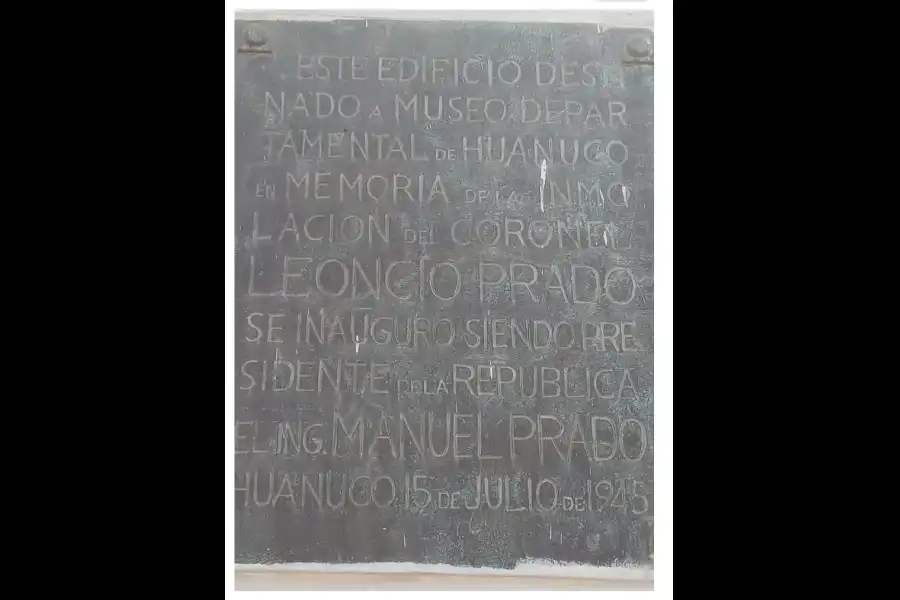 ESTE EDIFICIO DESTI
NADO A MUSEO DEPAR
TAMENTAL DE HUANUCO
EN MEMORIA DE LA INMO
LACION DEL CORONEL
LEONCIO PRADO
SE INAUGURO SIENDO PRE
SIDENTE DE LA REPUBLICA
EL ING. MANUEL PRADO
HUANUCO 15 DE JULIO DE 1945